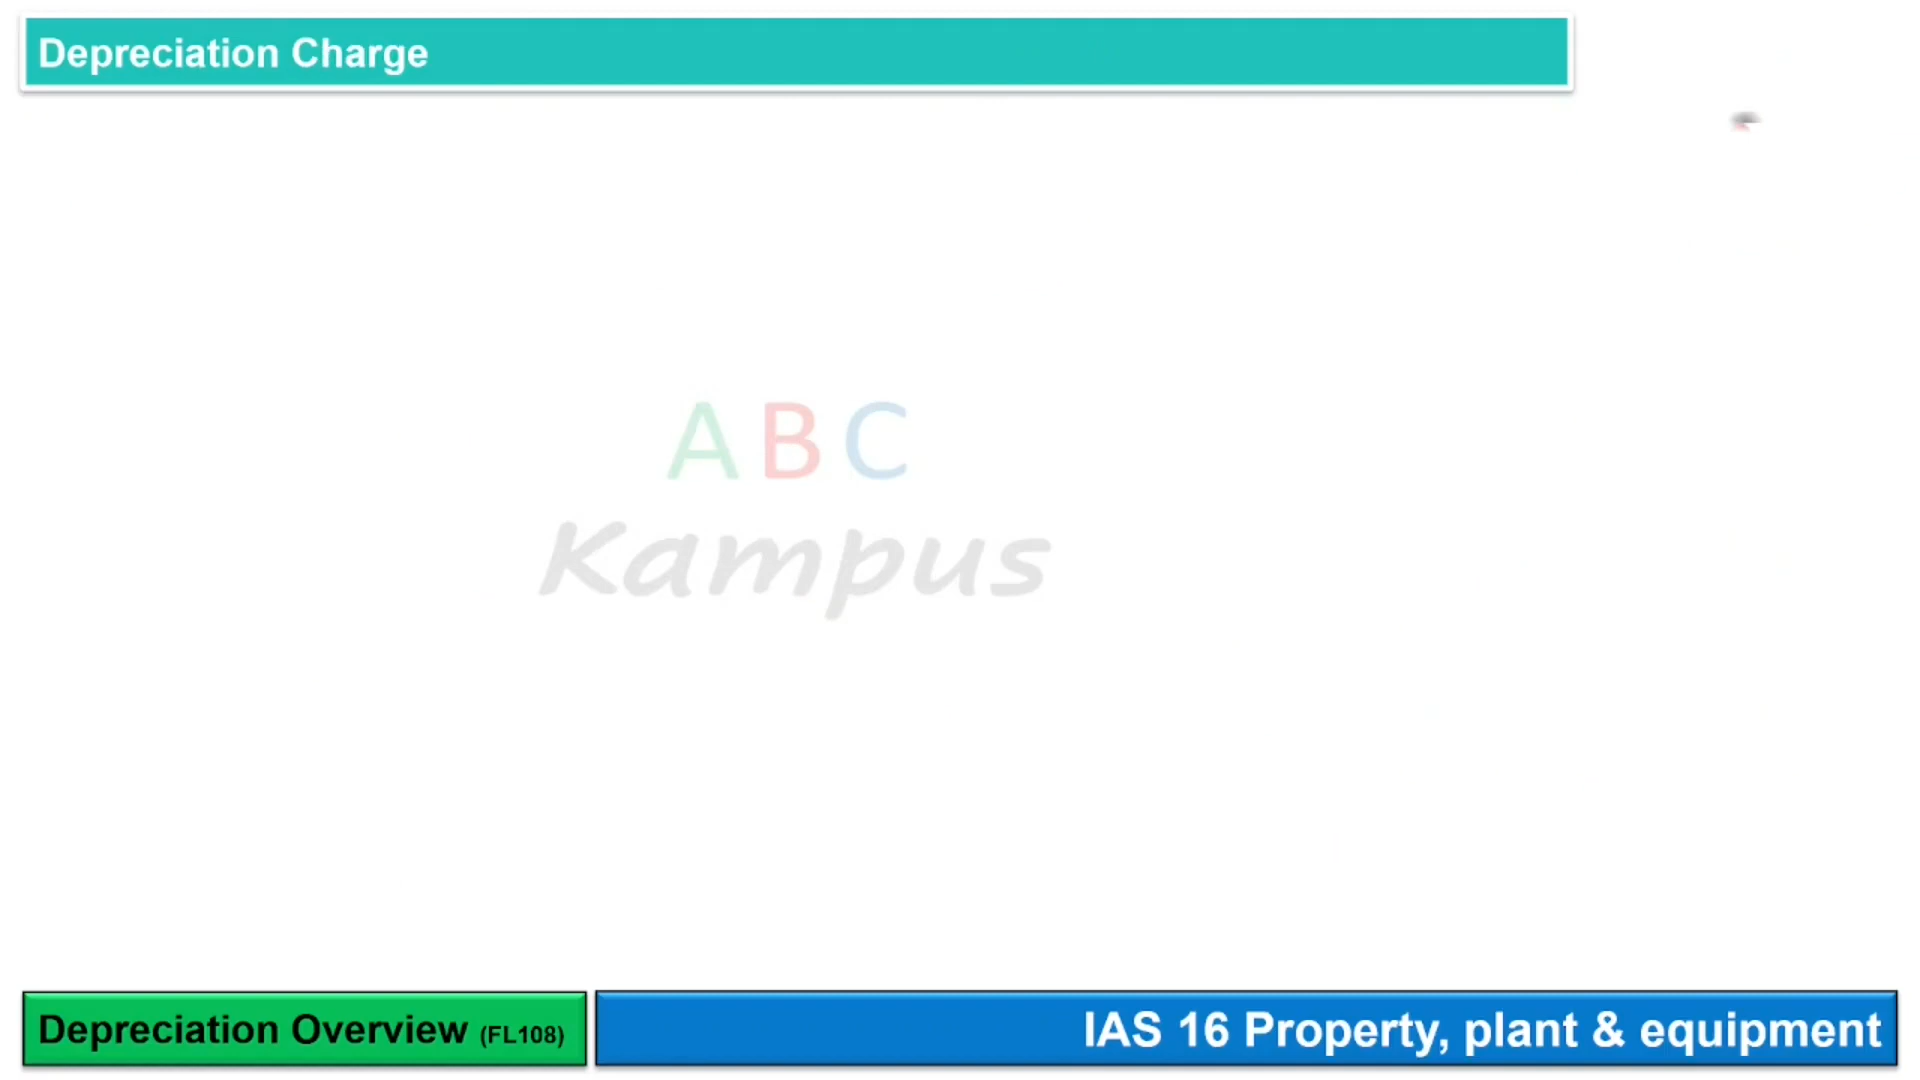 Depreciation Charge
A B C
Kampus
Depreciation Overview (FL108)
IAS 16 Property, plant & equipment